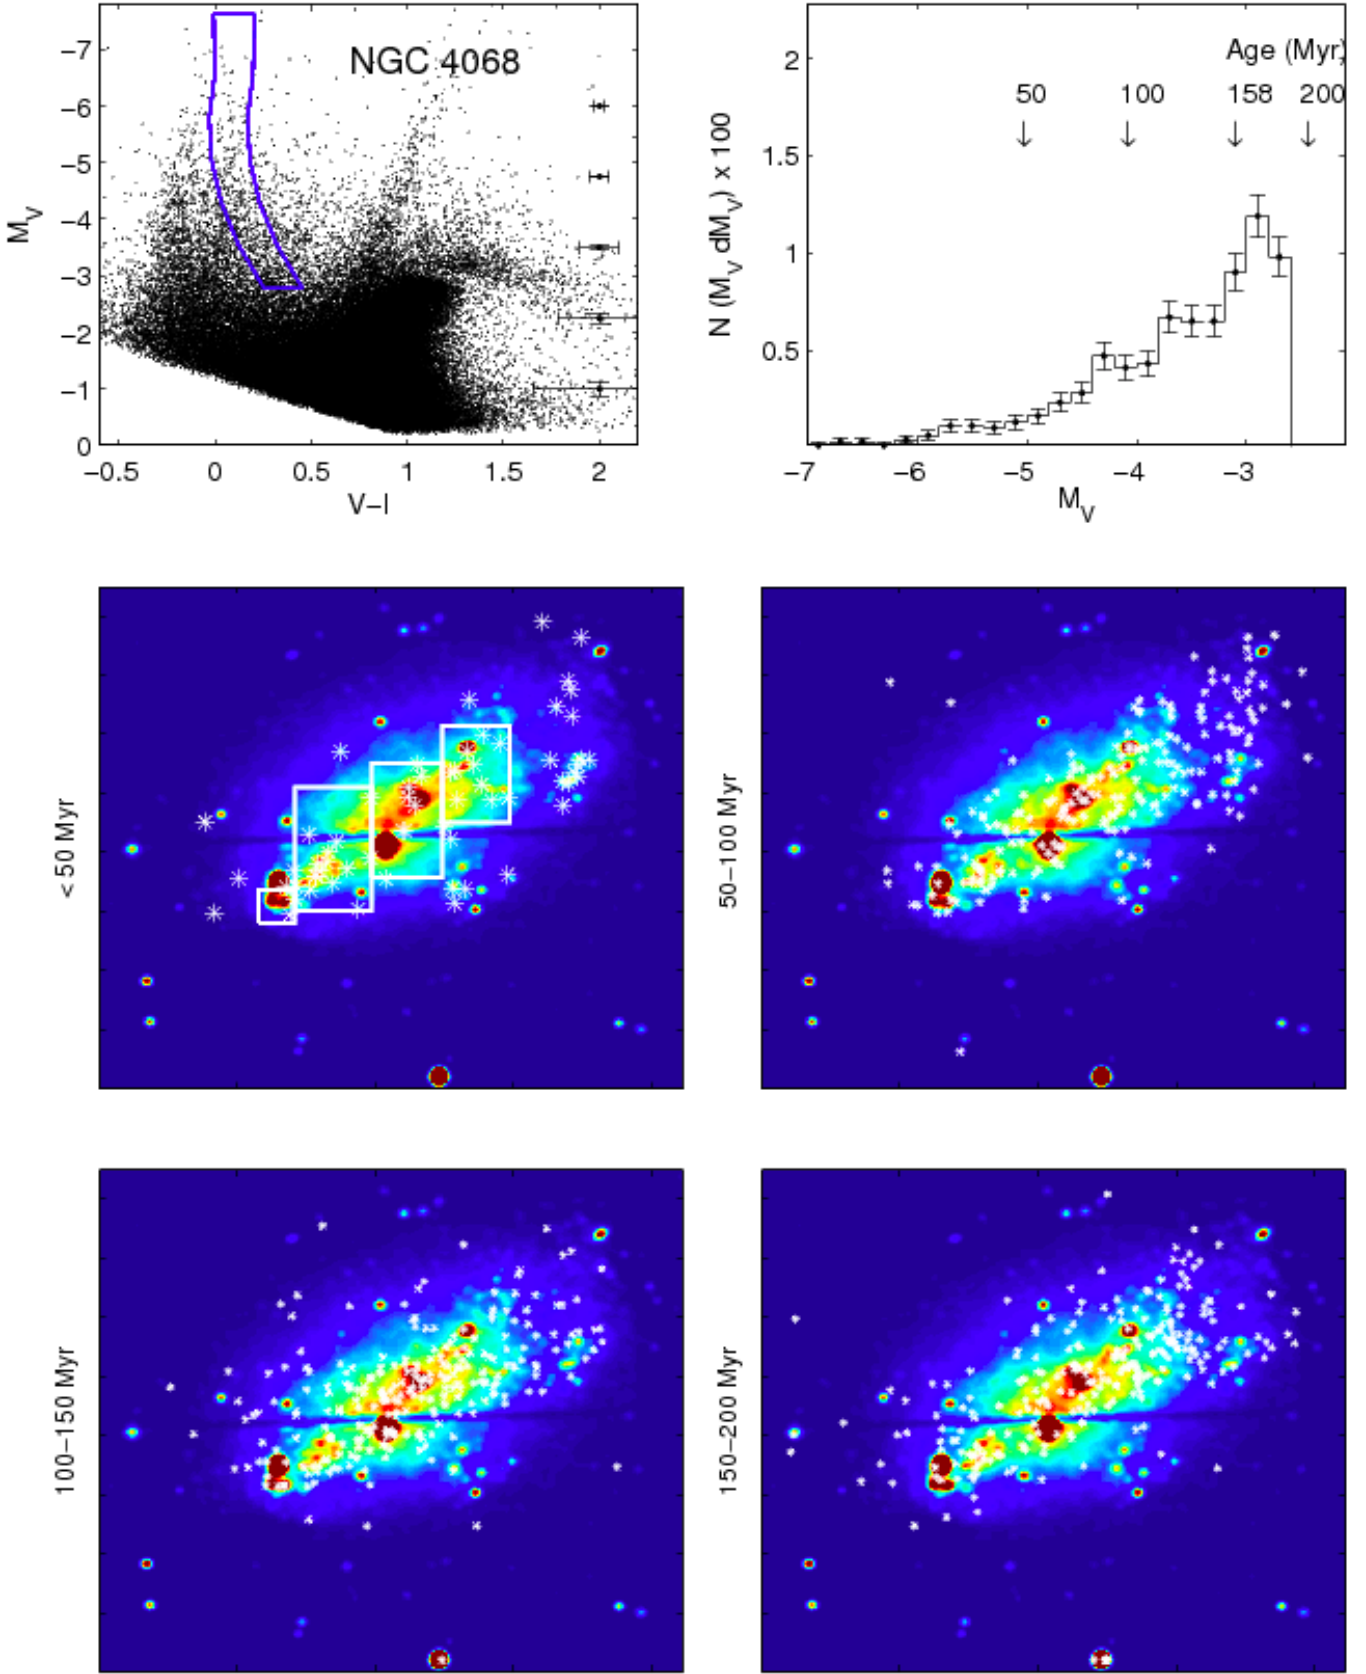 NGC 4068
−7
−6
−5
−4
−3
−2
−1
0
M_V
−0.5 0 0.5 1 1.5 2
V−I
Age (Myr)
50 100 158 200
2
1.5
1
0.5
N (M_V dM_V) x 100
−7 −6 −5 −4 −3
M_V
< 50 Myr
50−100 Myr
100−150 Myr
150−200 Myr